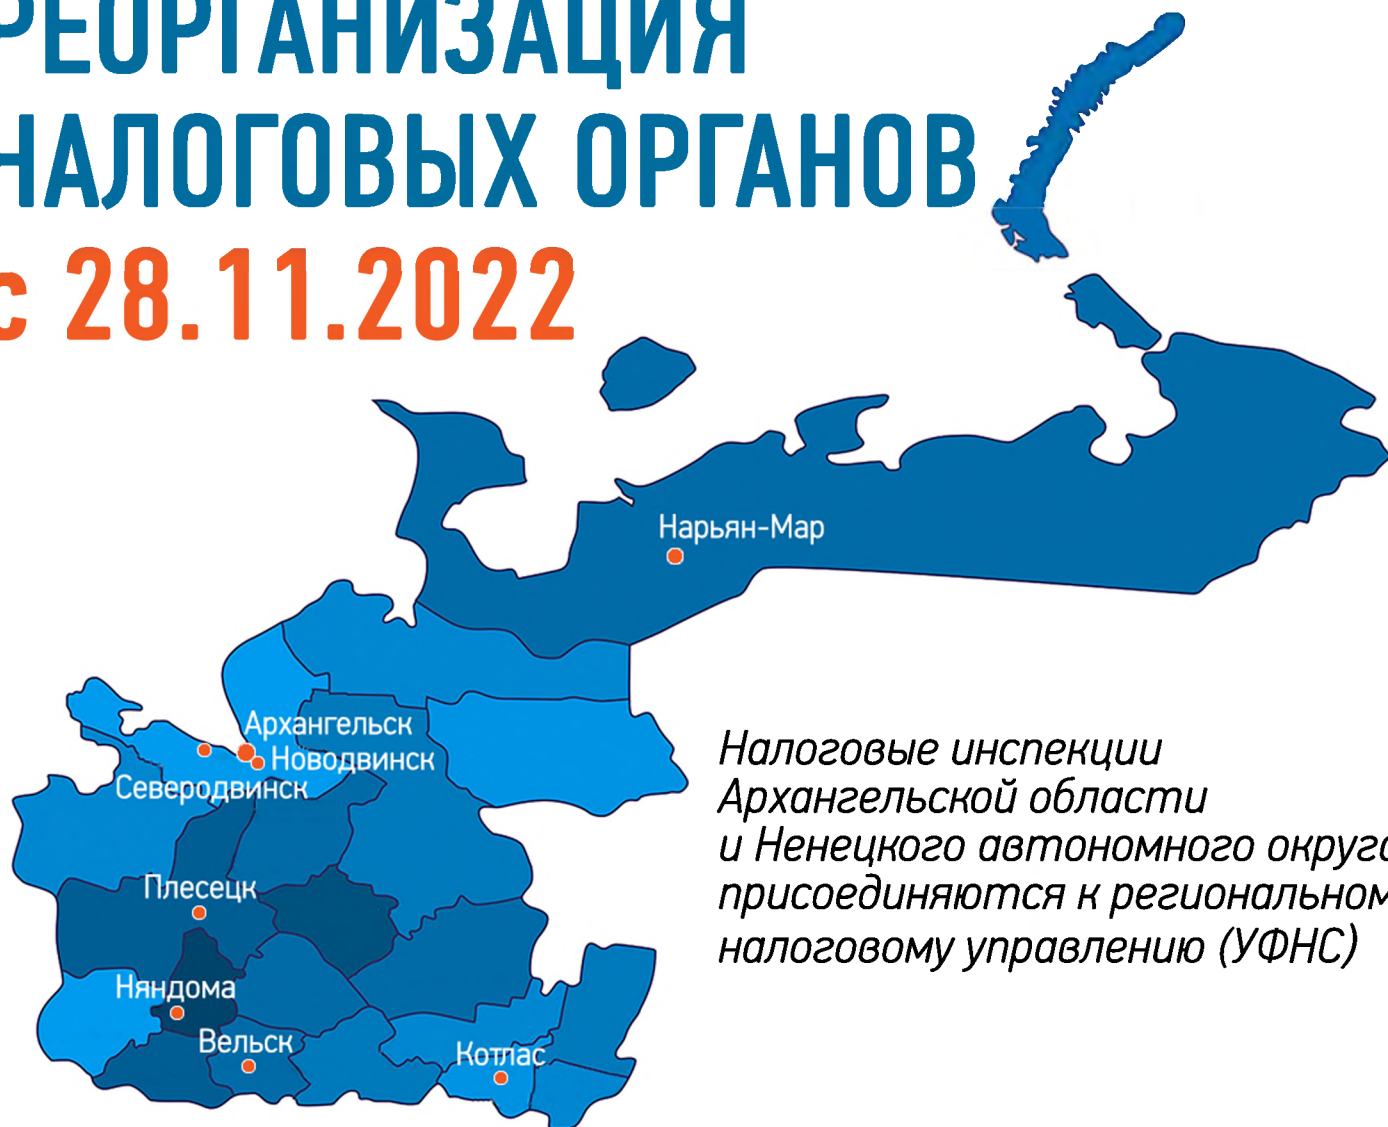 РЕОРГАНИЗАЦИЯ
НАЛОГОВЫХ ОРГАНОВ
с 28.11.2022
Нарьян-Мар
Архангельск
Новодвинск
Северодвинск
Налоговые инспекции
Архангельской области
и Ненецкого автономного округа
присоединяются к региональном
налоговому управлению (УФНС)
Плесецк
Няндома
Вельск
Котлас